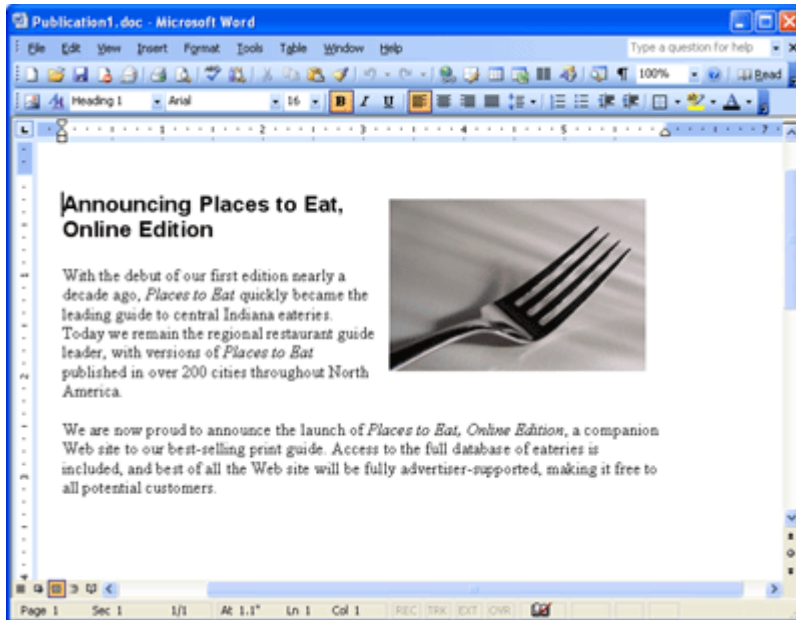 Publication1.doc - Microsoft Word
File Edit View Insert Format Tools Table Window Help Type a question for help
100% Read
Heading 1 Arial 16 B I U A
1 2 3 4 5 7
Announcing Places to Eat,
Online Edition
With the debut of our first edition nearly a
decade ago, Places to Eat quickly became the
leading guide to central Indiana eateries.
Today we remain the regional restaurant guide
leader, with versions of Places to Eat
published in over 200 cities throughout North
America.
We are now proud to announce the launch of Places to Eat, Online Edition, a companion
Web site to our best-selling print guide. Access to the full database of eateries is
included, and best of all the Web site will be fully advertiser-supported, making it free to
all potential customers.
Page 1 Sec 1 1/1 At 1.1" Ln 1 Col 1 REC TRK EXT OVR